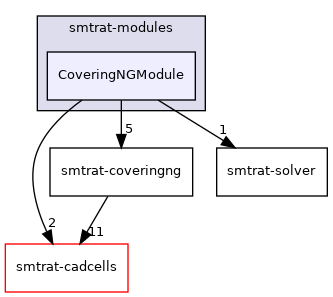 smtrat-modules
CoveringNGModule
5
1
smtrat-coveringng
smtrat-solver
2
11
smtrat-cadcells